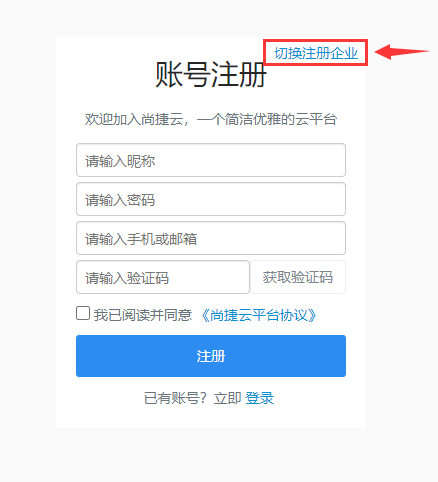 切换注册企业
账号注册
欢迎加入尚捷云，一个简洁优雅的云平台
请输入昵称
请输入密码
请输入手机或邮箱
请输入验证码 获取验证码
我已阅读并同意 《尚捷云平台协议》
注册
已有账号？立即 登录